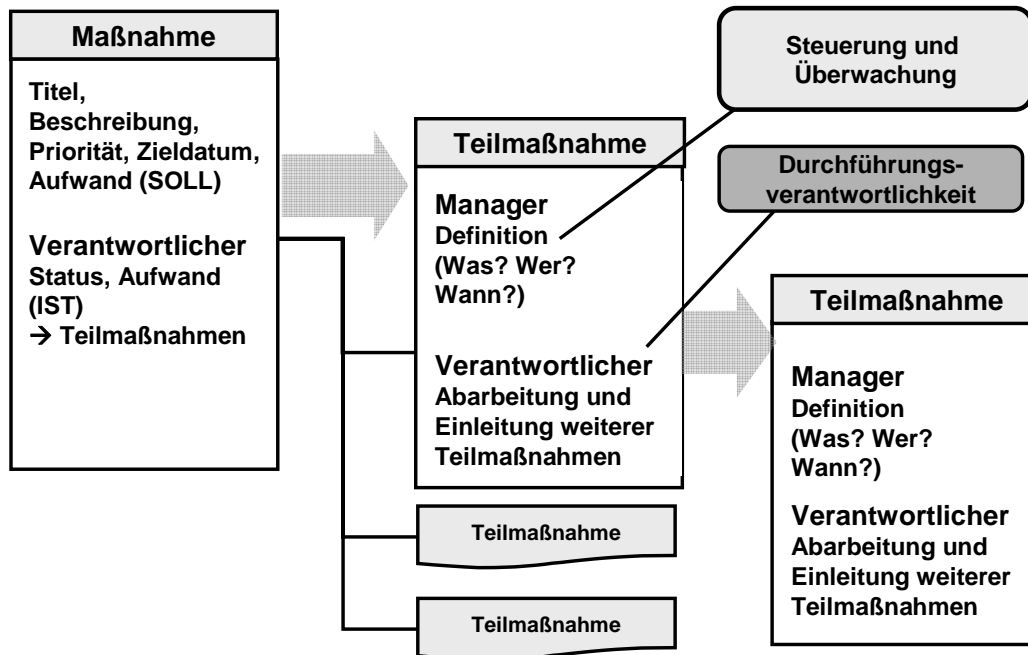 Maßnahme
Titel,
Beschreibung,
Priorität, Zieldatum,
Aufwand (SOLL)
Verantwortlicher
Status, Aufwand
(IST)
→ Teilmaßnahmen
Teilmaßnahme
Manager
Definition
(Was? Wer?
Wann?)
Verantwortlicher
Abarbeitung und
Einleitung weiterer
Teilmaßnahmen
Teilmaßnahme
Teilmaßnahme
Steuerung und
Überwachung
Durchführungs-
verantwortlichkeit
Teilmaßnahme
Manager
Definition
(Was? Wer?
Wann?)
Verantwortlicher
Abarbeitung und
Einleitung weiterer
Teilmaßnahmen